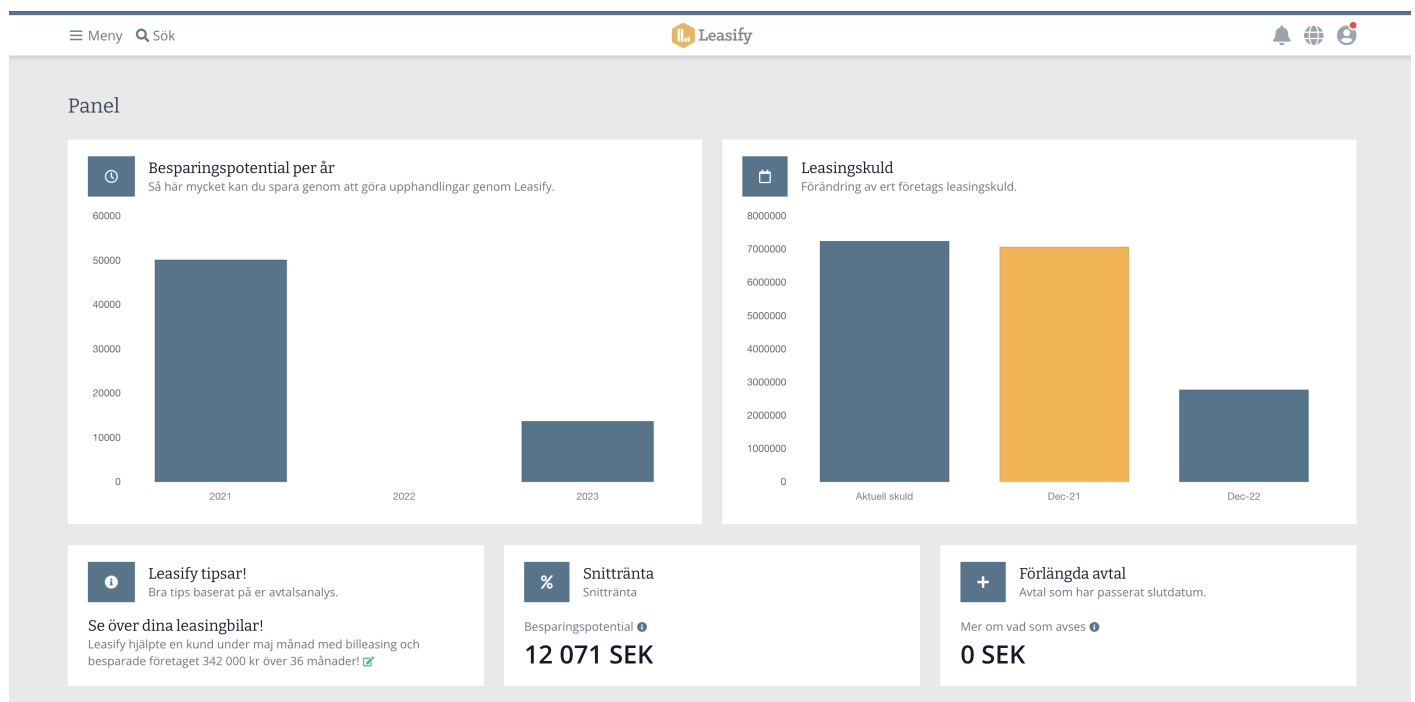 Meny Sök Leasify
Panel
Besparingspotential per år
Så här mycket kan du spara genom att göra upphandlingar genom Leasify.
60000
50000
40000
30000
20000
10000
0
2021 2022 2023
Leasingskuld
Förändring av ert företags leasingskuld.
8000000
7000000
6000000
5000000
4000000
3000000
2000000
1000000
0
Aktuell skuld Dec-21 Dec-22
Leasify tipsar!
Bra tips baserat på er avtalsanalys.
Se över dina leasingbilar!
Leasify hjälpte en kund under maj månad med billeasing och
besparade företaget 342 000 kr över 36 månader!
%
Snittränta
Snittränta
Besparingspotential
12 071 SEK
Förlängda avtal
Avtal som har passerat slutdatum.
Mer om vad som avses
0 SEK